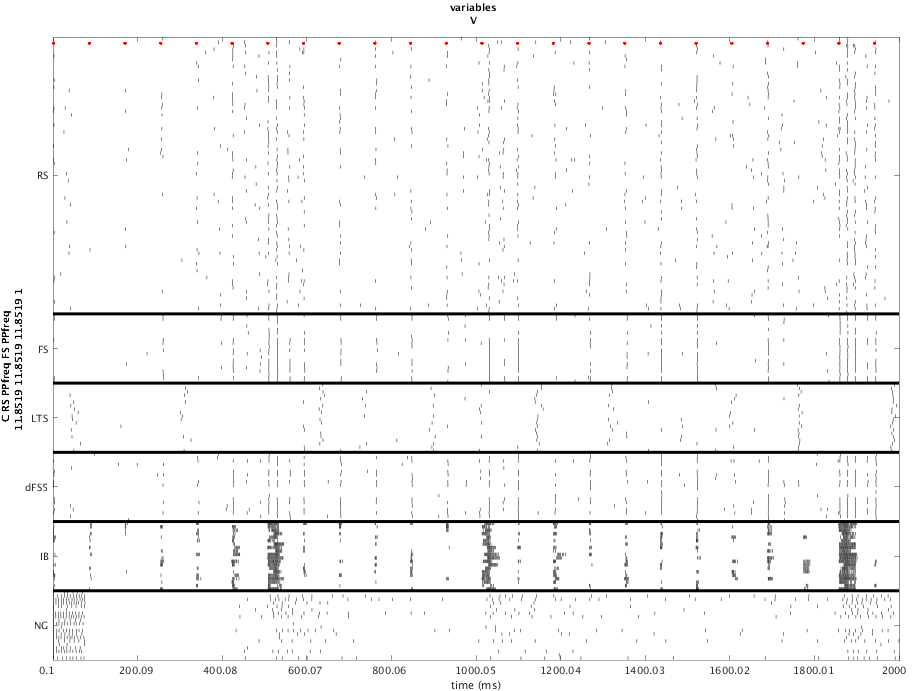 variables
V
C RS PPfreq FS PPfreq
11.8519 11.8519 11.8519 1
RS
FS
LTS
dFS5
IB
NG
0.1 200.09 400.08 600.07 800.06 1000.05 1200.04 1400.03 1600.02 1800.01 2000
time (ms)